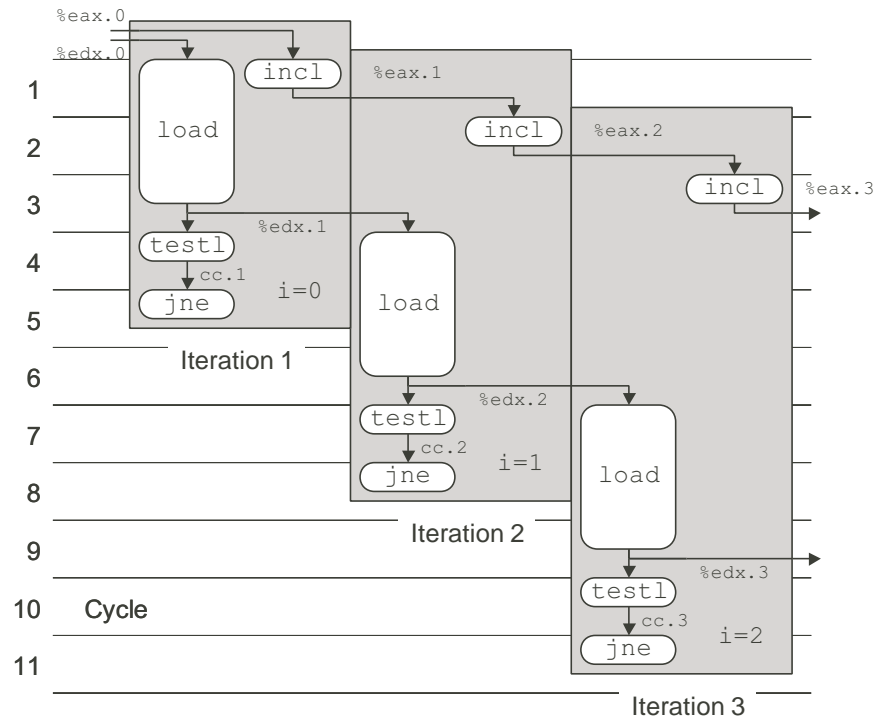 %eax.0
%edx.0
incl
%eax.1
1
load
incl
%eax.2
2
incl
%eax.3
3
%edx.1
testl
4
cc.1
i=0
load
jne
5
Iteration 1
6
%edx.2
testl
7
cc.2
i=1
load
jne
8
Iteration 2
9
%edx.3
testl
10 Cycle
cc.3
i=2
jne
11
Iteration 3